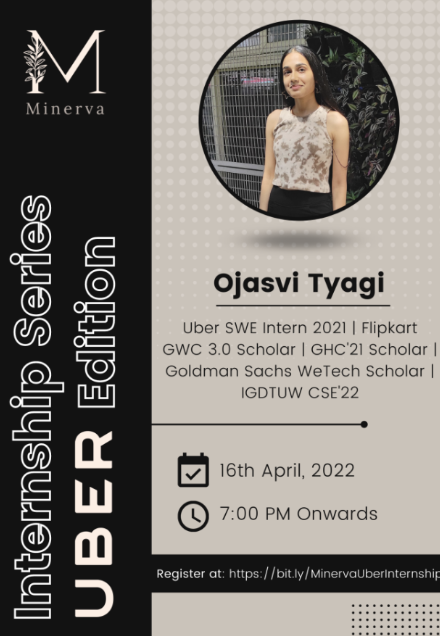 M
Minerva
Internship Series
UBER Edition
Ojasvi Tyagi
Uber SWE Intern 2021 | Flipkart
GWC 3.0 Scholar | GHC'21 Scholar |
Goldman Sachs WeTech Scholar |
IGDTUW CSE'22
16th April, 2022
7:00 PM Onwards
Register at: https://bit.ly/MinervaUberInternship